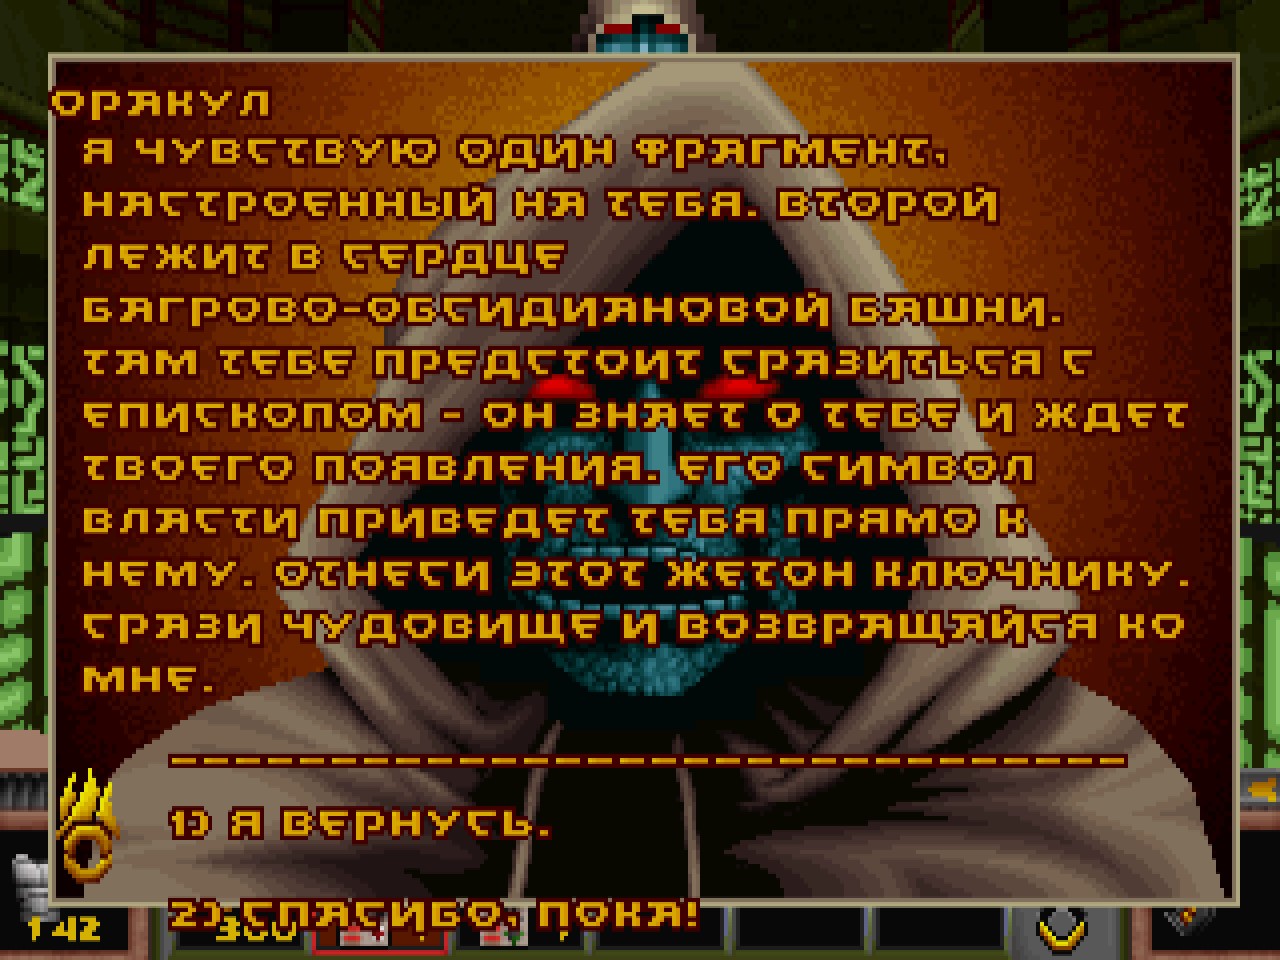 ОРАКУЛ
Я ЧУВСТВУЮ ОДИН ФРАГМЕНТ,
НАСТРОЕННЫЙ НА ТЕБЯ. ВТОРОЙ
ЛЕЖИТ В СЕРДЦЕ
БАГРОВО-ОБСИДИАНОВОЙ БАШНИ.
ТАМ ТЕБЕ ПРЕДСТОИТ СРАЗИТЬСЯ С
ЕПИСКОПОМ - ОН ЗНАЕТ О ТЕБЕ И ЖДЕТ
ТВОЕГО ПОЯВЛЕНИЯ. ЕГО СИМВОЛ
ВЛАСТИ ПРИВЕДЕТ ТЕБЯ ПРЯМО К
НЕМУ. ОТНЕСИ ЭТОТ ЖЕТОН КЛЮЧНИКУ.
СРАЗИ ЧУДОВИЩЕ И ВОЗВРАЩАЙСЯ КО
МНЕ.
1) Я ВЕРНУСЬ.
2) СПАСИБО, ПОКА!
142